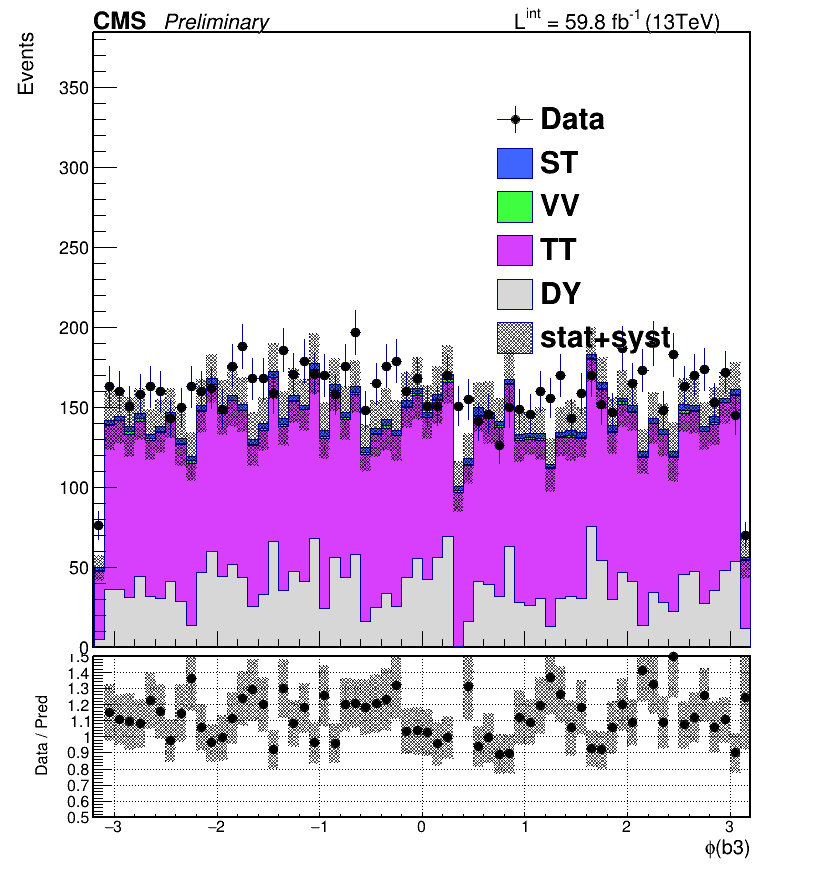 CMS Preliminary L^int = 59.8 fb^-1 (13TeV)
Events
350
300
250
200
150
100
50
0
Data
ST
VV
TT
DY
stat+syst
Data / Pred
1.5
1.4
1.3
1.2
1.1
1
0.9
0.8
0.7
0.6
0.5
−3 −2 −1 0 1 2 3
ϕ(b3)